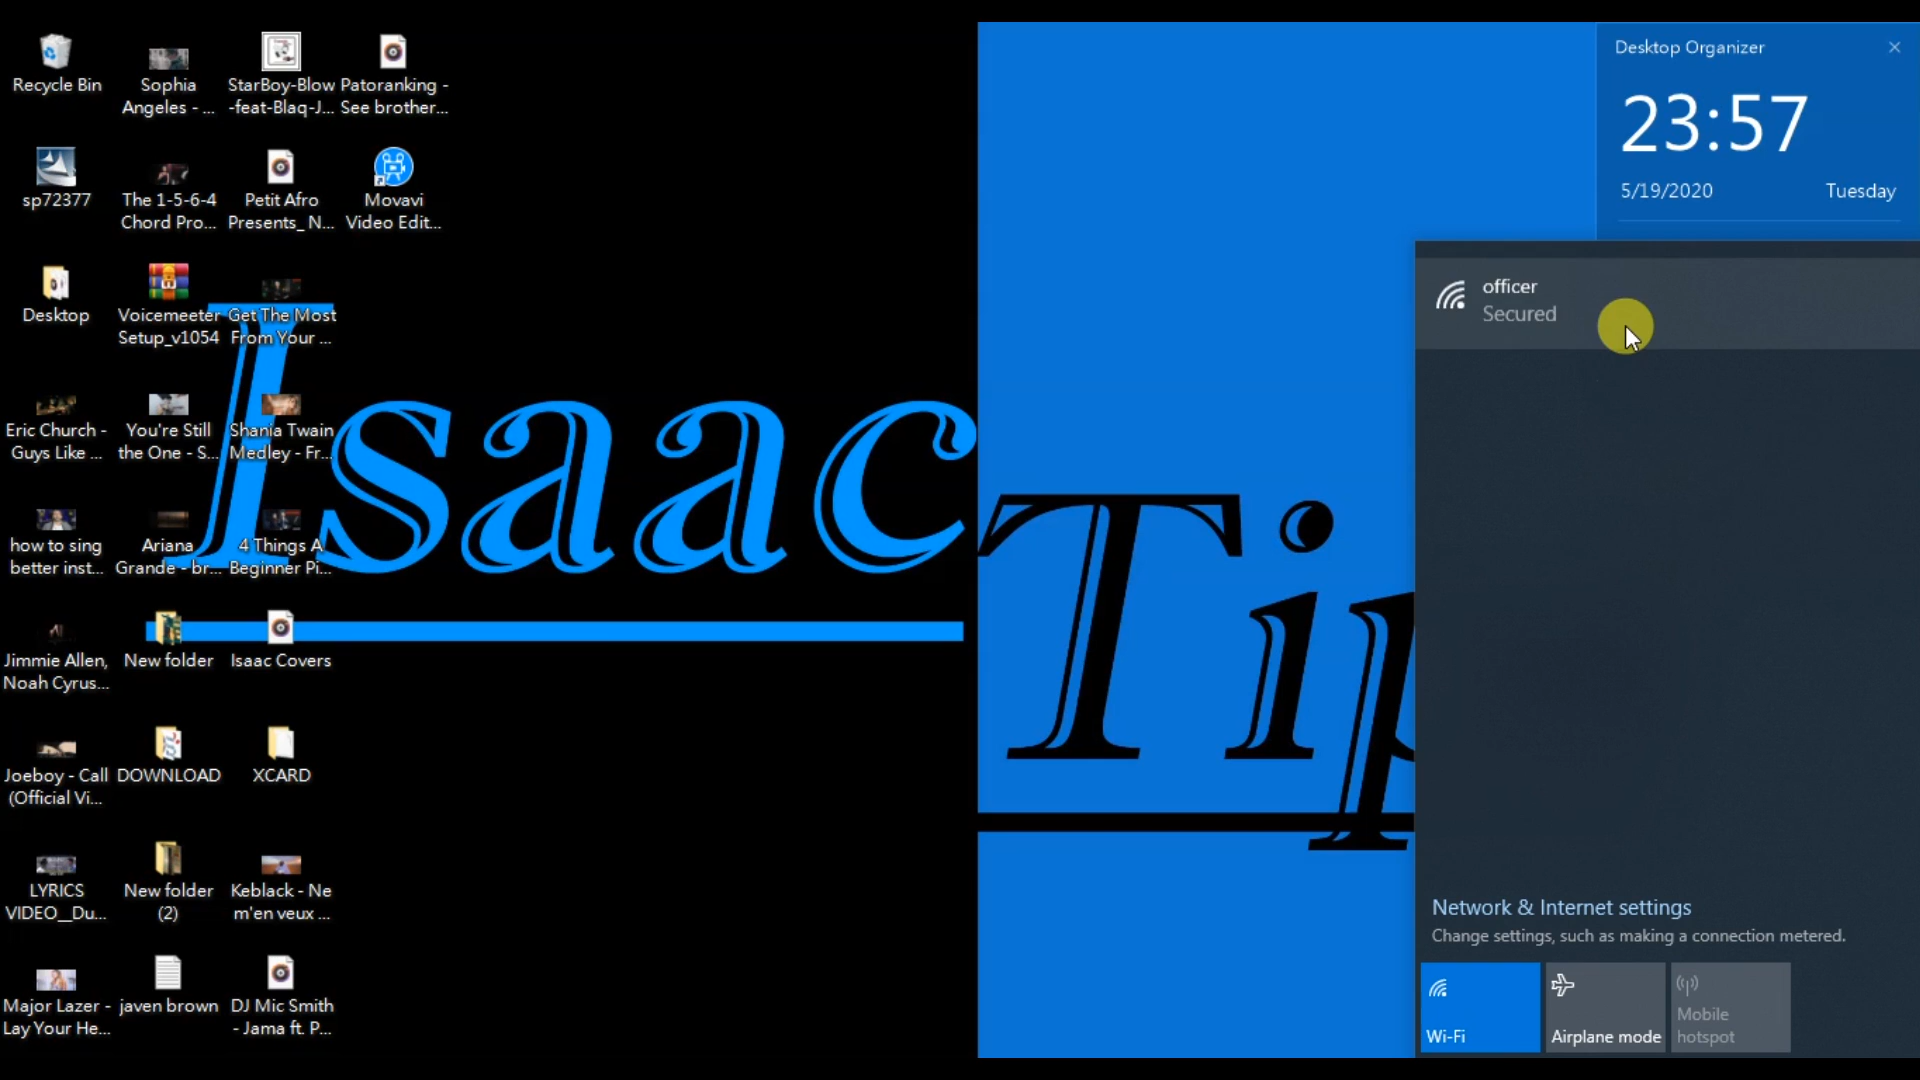 Recycle Bin
Sophia
Angeles - ...
StarBoy-Blow
-feat-Blaq-J...
Patoranking -
See brother...
sp72377
The 1-5-6-4
Chord Pro...
Petit Afro
Presents_ N...
Movavi
Video Edit...
Desktop
Voicemeeter
Setup_v1054
Get The Most
From Your ...
Eric Church -
Guys Like ...
You're Still
the One - S...
Shania Twain
Medley - Fr...
how to sing
better inst...
Ariana
Grande - br...
4 Things A
Beginner Pi...
Jimmie Allen,
Noah Cyrus...
New folder
Isaac Covers
Joeboy - Call
(Official Vi...
DOWNLOAD
XCARD
LYRICS
VIDEO__Du...
New folder
(2)
Keblack - Ne
m'en veux ...
Major Lazer -
Lay Your He...
javen brown
DJ Mic Smith
- Jama ft. P...
Isaac
Tip
Desktop Organizer
23:57
5/19/2020
Tuesday
officer
Secured
Network & Internet settings
Change settings, such as making a connection metered.
Wi-Fi
Airplane mode
Mobile
hotspot